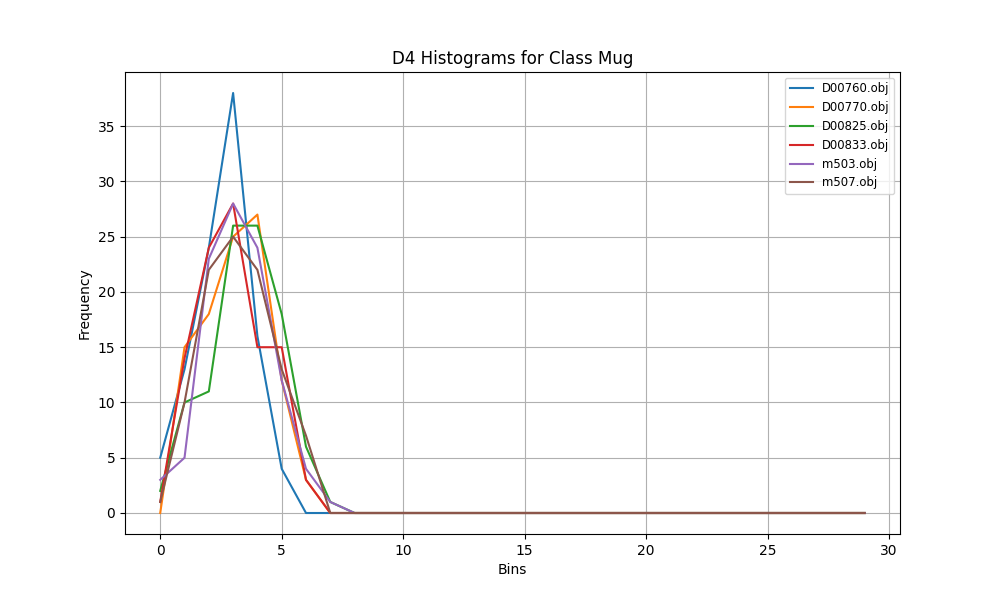 D4 Histograms for Class Mug
D00760.obj
D00770.obj
D00825.obj
D00833.obj
m503.obj
m507.obj
Frequency
35
30
25
20
15
10
5
0
0 5 10 15 20 25 30
Bins